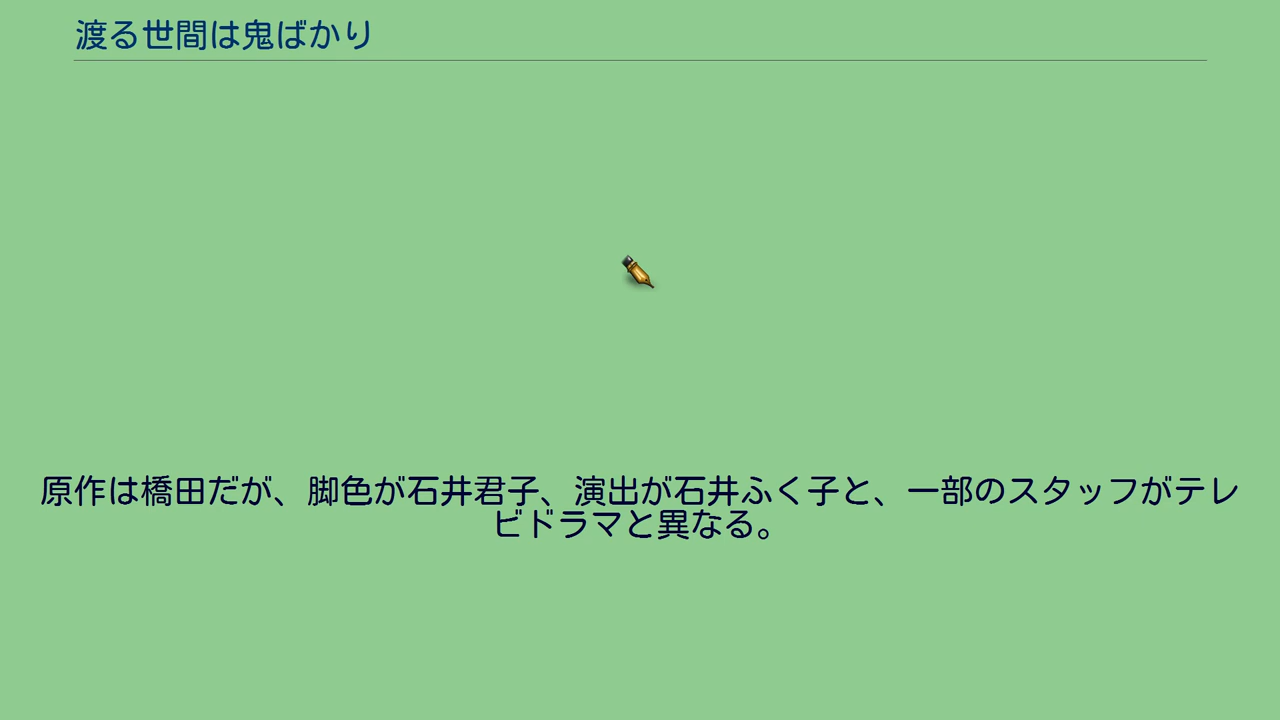 渡る世間は鬼ばかり
原作は橋田だが、脚色が石井君子、演出が石井ふく子と、一部のスタッフがテレ
ビドラマと異なる。